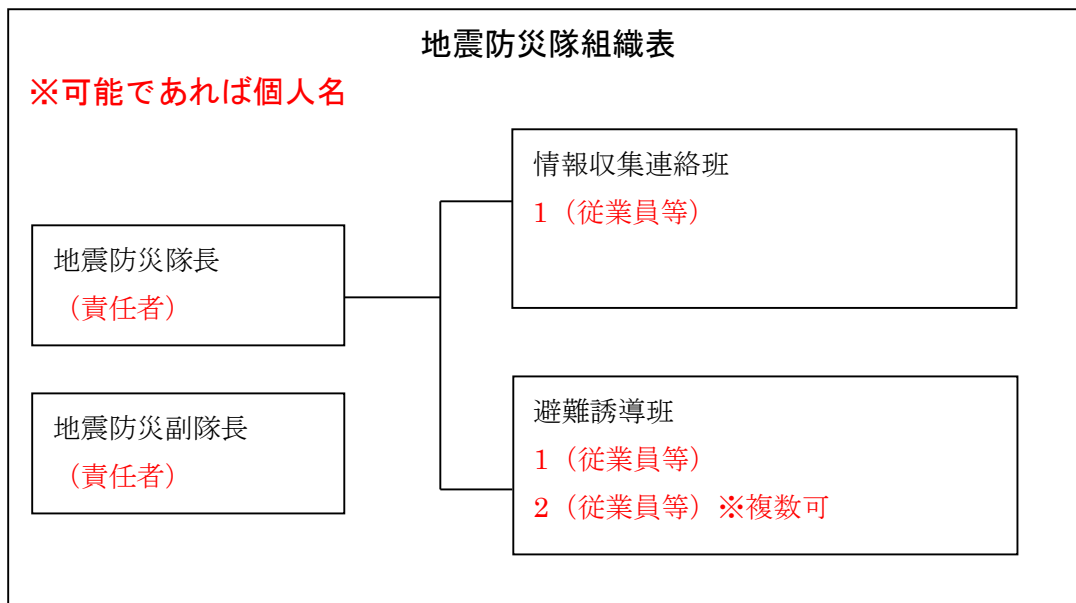 地震防災隊組織表
※可能であれば個人名
地震防災隊長
（責任者）
地震防災副隊長
（責任者）
情報収集連絡班
1（従業員等）
避難誘導班
1（従業員等）
2（従業員等）※複数可